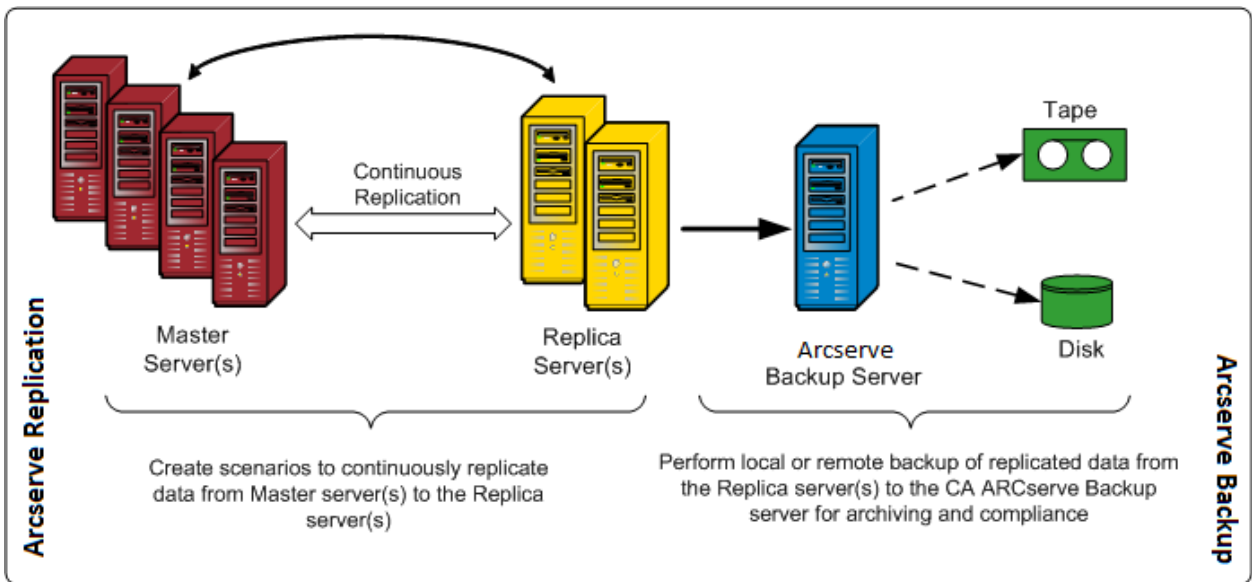 Continuous
Replication
Tape
Master
Server(s)
Replica
Server(s)
Arcserve
Backup Server
Disk
Arcserve Replication
Create scenarios to continuously replicate
data from Master server(s) to the Replica
server(s)
Perform local or remote backup of replicated data from
the Replica server(s) to the CA ARCserve Backup
server for archiving and compliance
Arcserve Backup